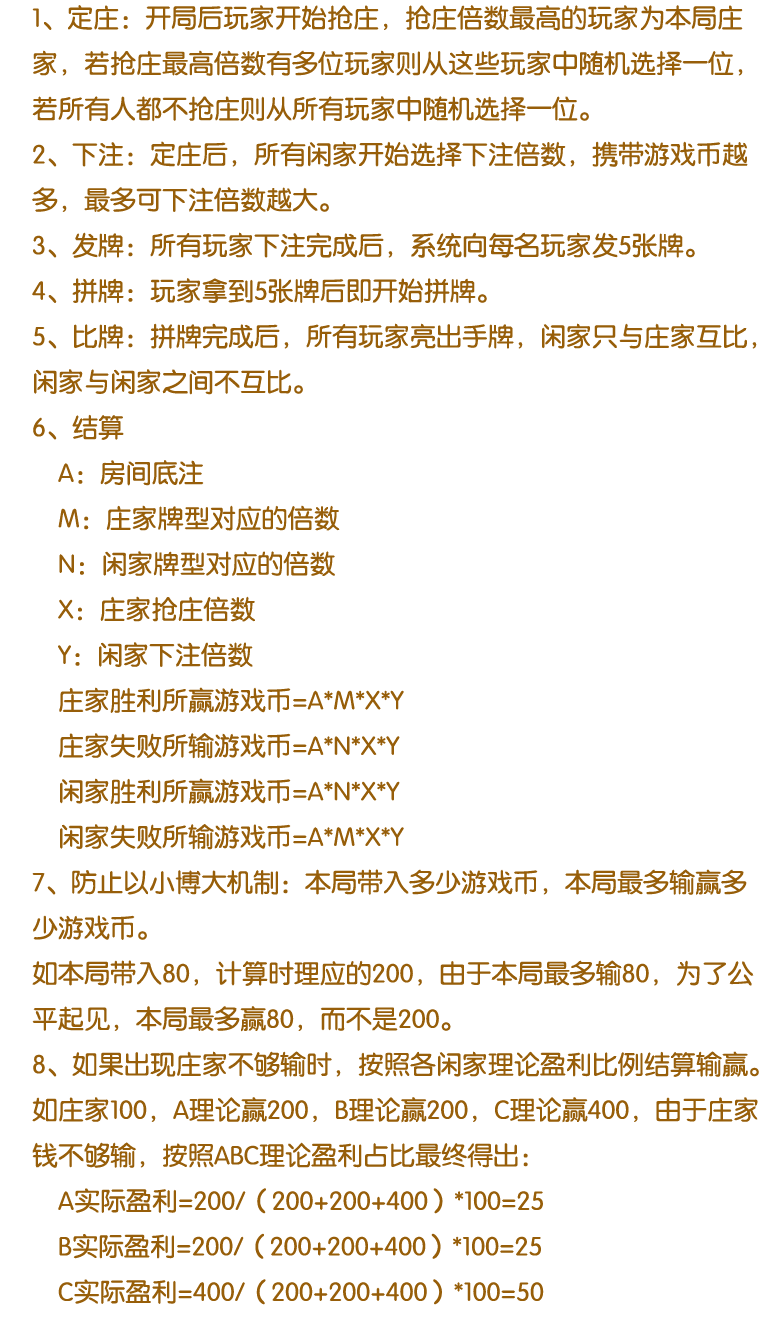 1、定庄：开局后玩家开始抢庄，抢庄倍数最高的玩家为本局庄
家，若抢庄最高倍数有多位玩家则从这些玩家中随机选择一位，
若所有人都不抢庄则从所有玩家中随机选择一位。
2、下注：定庄后，所有闲家开始选择下注倍数，携带游戏币越
多，最多可下注倍数越大。
3、发牌：所有玩家下注完成后，系统向每名玩家发5张牌。
4、拼牌：玩家拿到5张牌后即开始拼牌。
5、比牌：拼牌完成后，所有玩家亮出手牌，闲家只与庄家互比，
闲家与闲家之间不互比。
6、结算
A：房间底注
M：庄家牌型对应的倍数
N：闲家牌型对应的倍数
X：庄家抢庄倍数
Y：闲家下注倍数
庄家胜利所赢游戏币=A*M*X*Y
庄家失败所输游戏币=A*N*X*Y
闲家胜利所赢游戏币=A*N*X*Y
闲家失败所输游戏币=A*M*X*Y
7、防止以小博大机制：本局带入多少游戏币，本局最多输赢多
少游戏币。
如本局带入80，计算时理应的200，由于本局最多输80，为了公
平起见，本局最多赢80，而不是200。
8、如果出现庄家不够输时，按照各闲家理论盈利比例结算输赢。
如庄家100，A理论赢200，B理论赢200，C理论赢400，由于庄家
钱不够输，按照ABC理论盈利占比最终得出：
A实际盈利=200/（200+200+400）*100=25
B实际盈利=200/（200+200+400）*100=25
C实际盈利=400/（200+200+400）*100=50